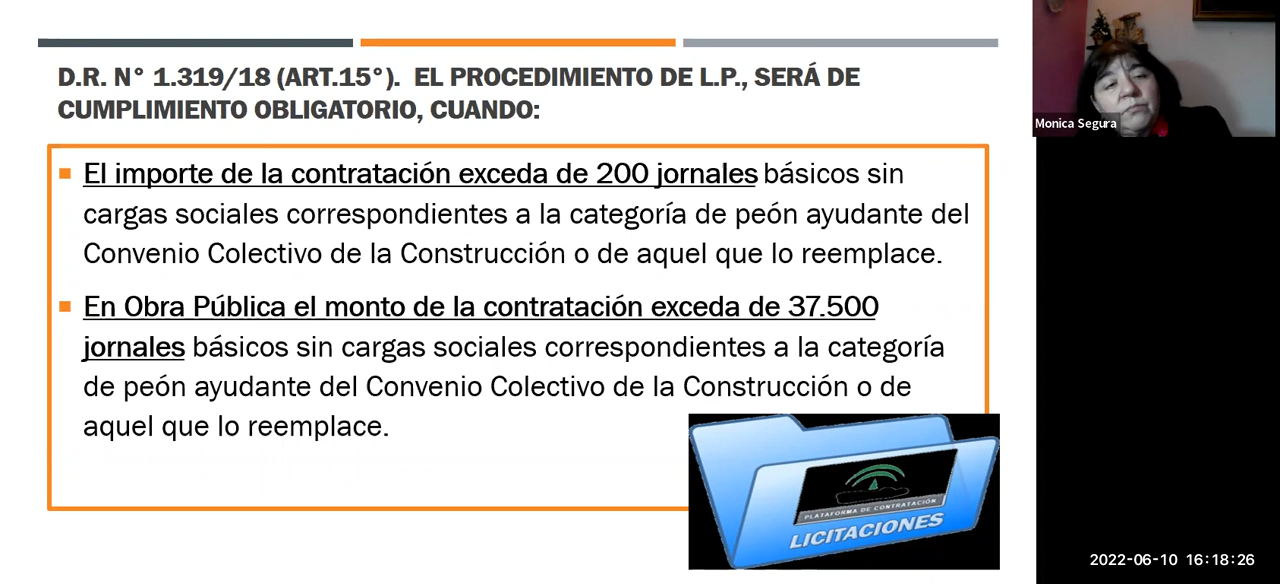 D.R. N° 1.319/18 (ART.15°). EL PROCEDIMIENTO DE L.P., SERÁ DE
CUMPLIMIENTO OBLIGATORIO, CUANDO:
El importe de la contratación exceda de 200 jornales básicos sin
cargas sociales correspondientes a la categoría de peón ayudante del
Convenio Colectivo de la Construcción o de aquel que lo reemplace.
En Obra Pública el monto de la contratación exceda de 37.500
jornales básicos sin cargas sociales correspondientes a la categoría
de peón ayudante del Convenio Colectivo de la Construcción o de
aquel que lo reemplace.
PLATAFORMA DE CONTRATACIÓN
LICITACIONES
Monica Segura
2022-06-10 16:18:26